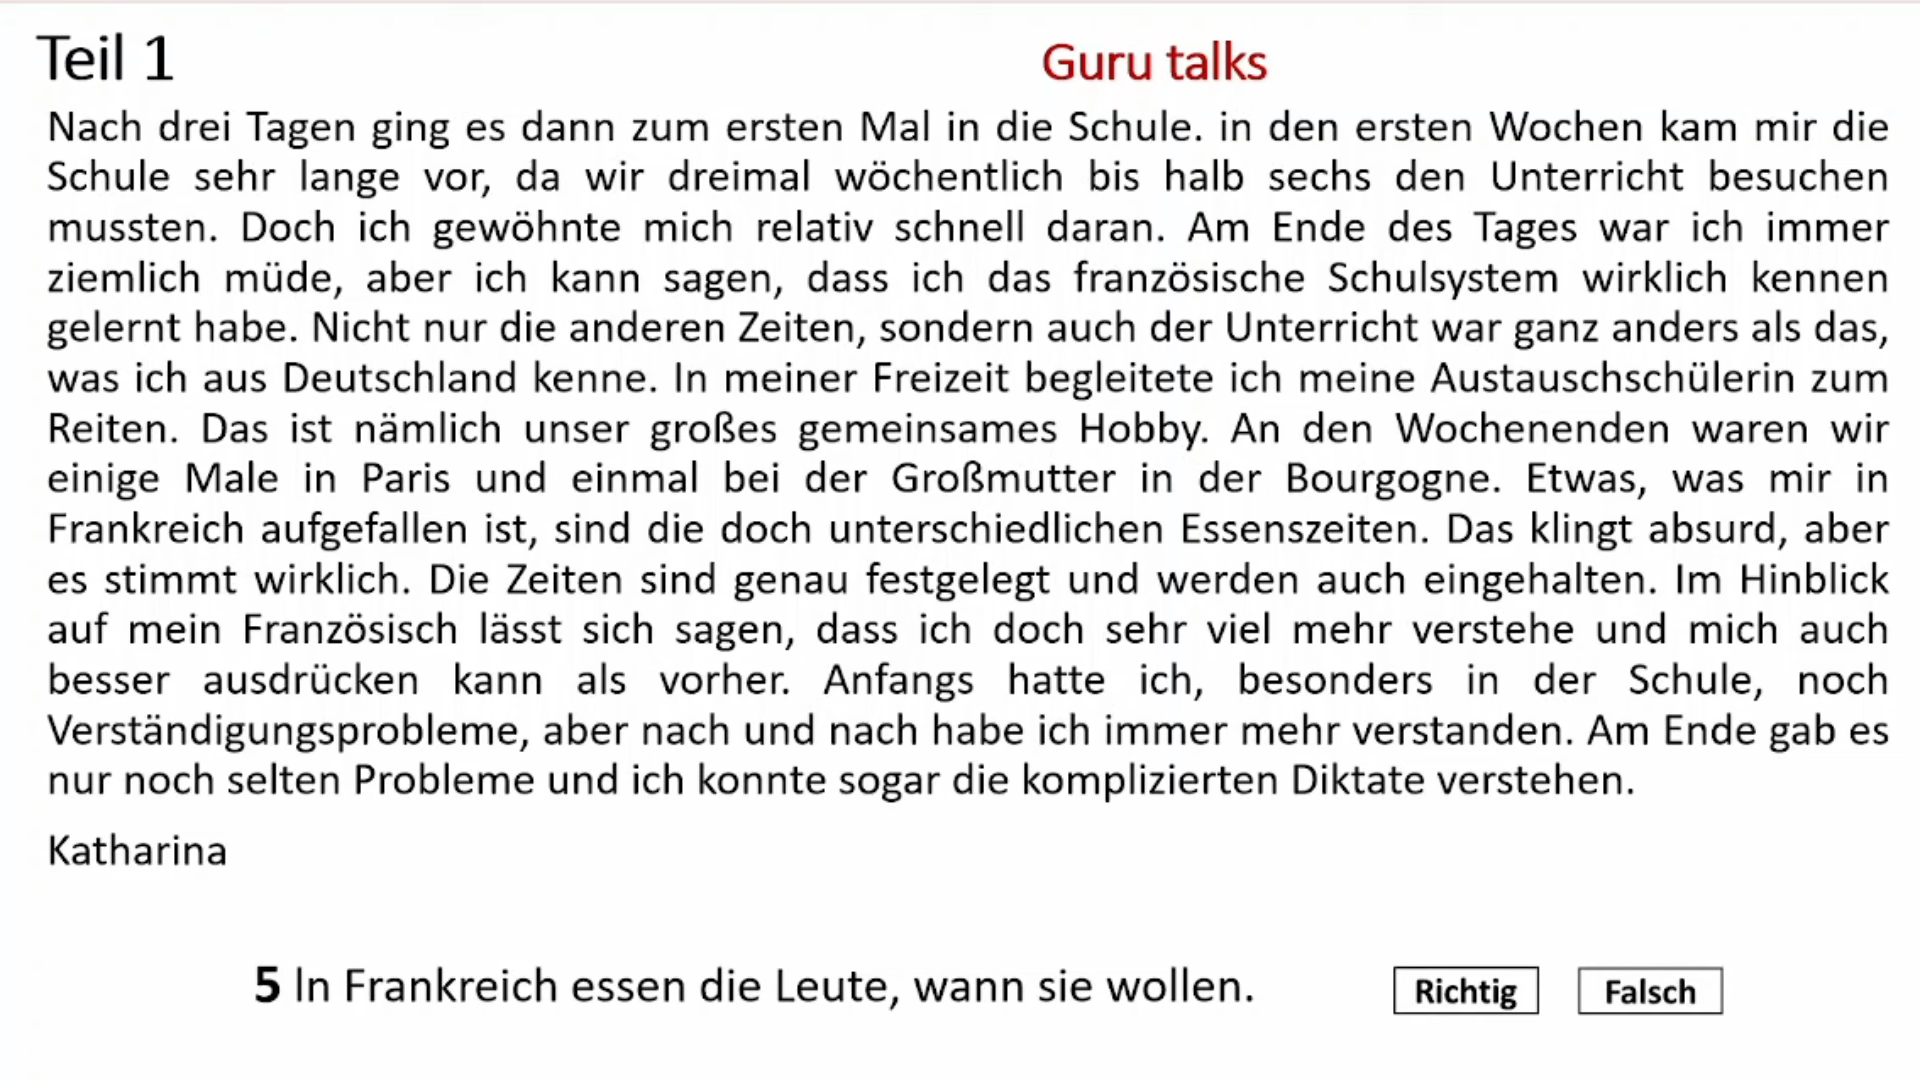 Teil 1
Guru talks
Nach drei Tagen ging es dann zum ersten Mal in die Schule. in den ersten Wochen kam mir die
Schule sehr lange vor, da wir dreimal wöchentlich bis halb sechs den Unterricht besuchen
mussten. Doch ich gewöhnte mich relativ schnell daran. Am Ende des Tages war ich immer
ziemlich müde, aber ich kann sagen, dass ich das französische Schulsystem wirklich kennen
gelernt habe. Nicht nur die anderen Zeiten, sondern auch der Unterricht war ganz anders als das,
was ich aus Deutschland kenne. In meiner Freizeit begleitete ich meine Austauschschülerin zum
Reiten. Das ist nämlich unser großes gemeinsames Hobby. An den Wochenenden waren wir
einige Male in Paris und einmal bei der Großmutter in der Bourgogne. Etwas, was mir in
Frankreich aufgefallen ist, sind die doch unterschiedlichen Essenszeiten. Das klingt absurd, aber
es stimmt wirklich. Die Zeiten sind genau festgelegt und werden auch eingehalten. Im Hinblick
auf mein Französisch lässt sich sagen, dass ich doch sehr viel mehr verstehe und mich auch
besser ausdrücken kann als vorher. Anfangs hatte ich, besonders in der Schule, noch
Verständigungsprobleme, aber nach und nach habe ich immer mehr verstanden. Am Ende gab es
nur noch selten Probleme und ich konnte sogar die komplizierten Diktate verstehen.
Katharina
5 ln Frankreich essen die Leute, wann sie wollen.
Richtig
Falsch